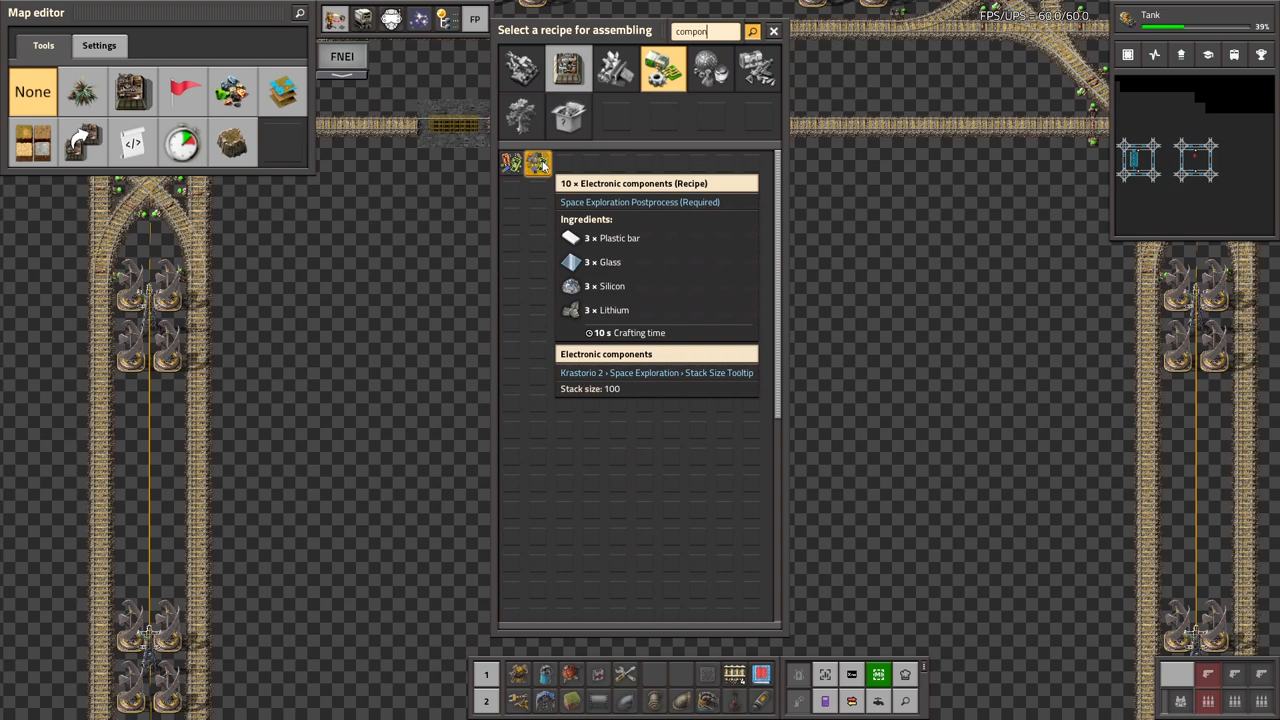 Map editor
Tools Settings
None
FP
FNEI
Select a recipe for assembling
compon
FPS/UPS = 60.0/60.0
Tank
39%
10 × Electronic components (Recipe)
Space Exploration Postprocess (Required)
Ingredients:
3 × Plastic bar
3 × Glass
3 × Silicon
3 × Lithium
10 s Crafting time
Electronic components
Krastorio 2 › Space Exploration › Stack Size Tooltip
Stack size: 100
1
4
2